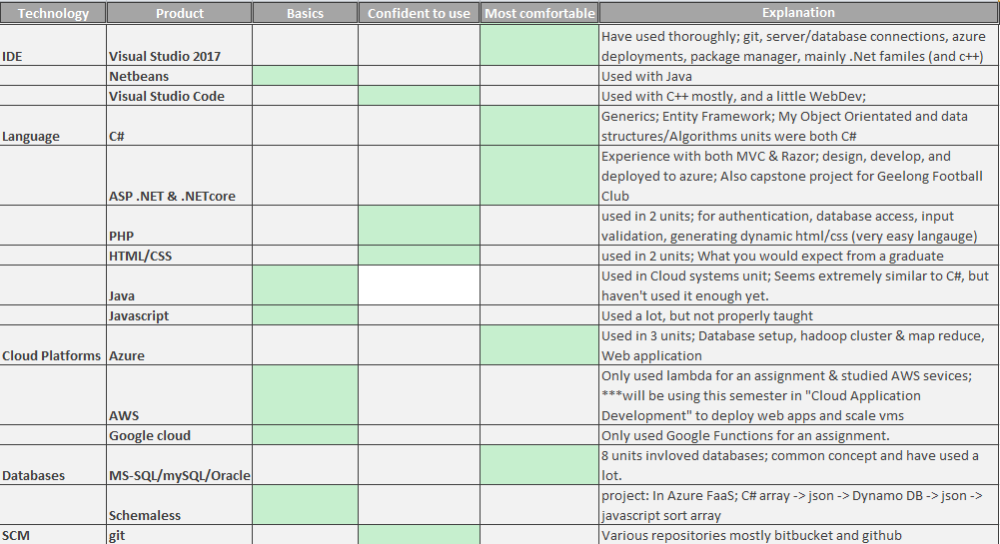 Technology Product Basics Confident to use Most comfortable Explanation
Have used thoroughly; git, server/database connections, azure
IDE Visual Studio 2017 deployments, package manager, mainly .Net familes (and c++)
Netbeans Used with Java
Visual Studio Code Used with C++ mostly, and a little WebDev;
Generics; Entity Framework; My Object Orientated and data
Language C# structures/Algorithms units were both C#
Experience with both MVC & Razor; design, develop, and
deployed to azure; Also capstone project for Geelong Football
ASP .NET & .NETcore Club
used in 2 units; for authentication, database access, input
PHP validation, generating dynamic html/css (very easy langauge)
HTML/CSS used in 2 units; What you would expect from a graduate
Used in Cloud systems unit; Seems extremely similar to C#, but
Java haven't used it enough yet.
Javascript Used a lot, but not properly taught
Used in 3 units; Database setup, hadoop cluster & map reduce,
Cloud Platforms Azure Web application
Only used lambda for an assignment & studied AWS sevices;
***will be using this semester in "Cloud Application
AWS Development" to deploy web apps and scale vms
Google cloud Only used Google Functions for an assignment.
8 units invloved databases; common concept and have used a
Databases MS-SQL/mySQL/Oracle lot.
project: In Azure FaaS; C# array -> json -> Dynamo DB -> json ->
Schemaless javascript sort array
SCM git Various repositories mostly bitbucket and github